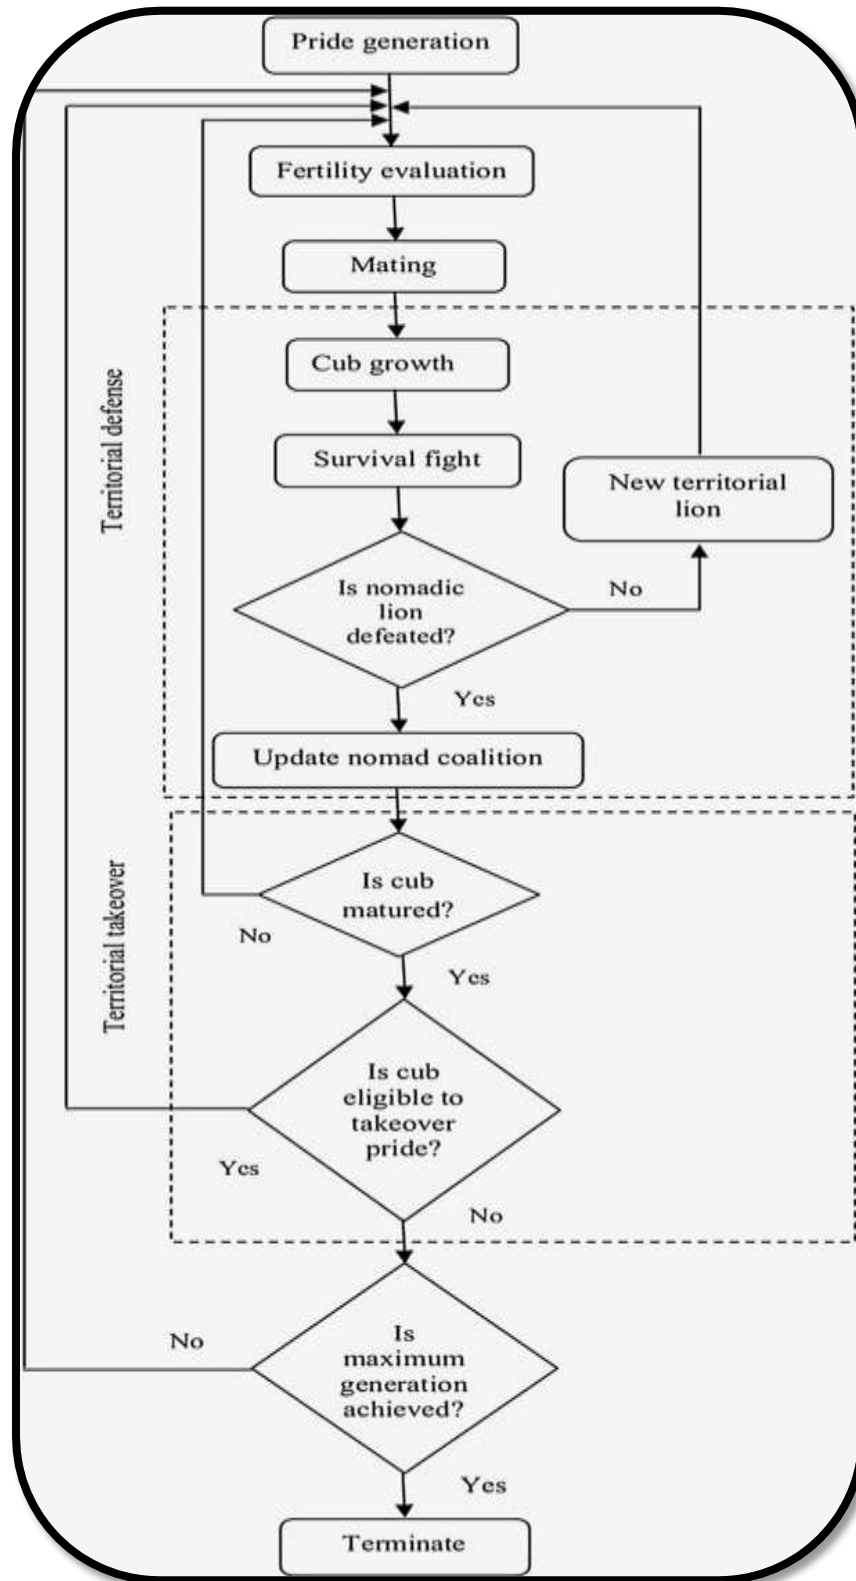 Pride generation
Fertility evaluation
Mating
Territorial defense
Cub growth
Survival fight
New territorial
lion
Is nomadic
lion
defeated?
No
Yes
Update nomad coalition
Territorial takeover
Is cub
matured?
No
Yes
Is cub
eligible to
takeover
pride?
Yes
No
Is
maximum
generation
achieved?
No
Yes
Terminate